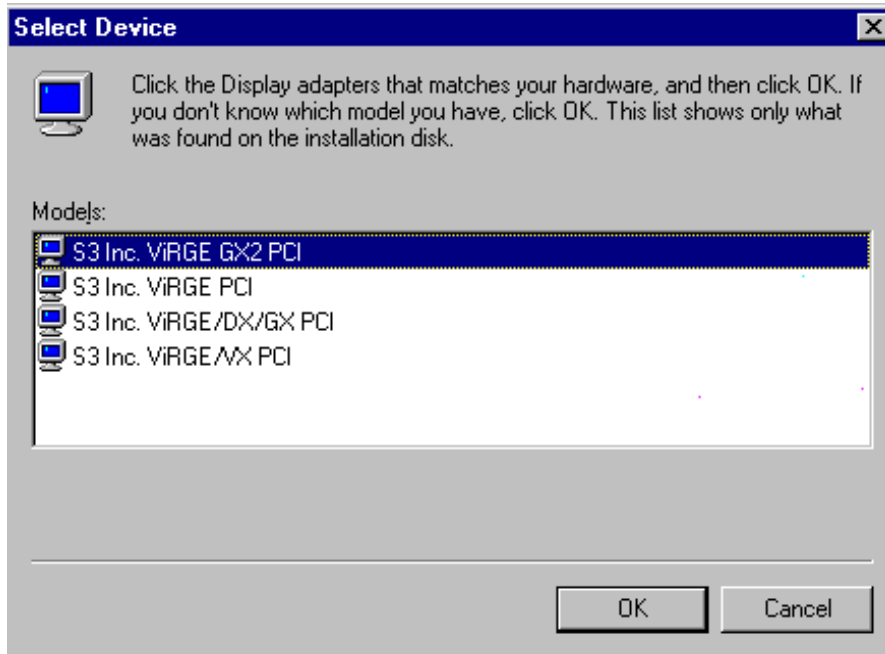 Select Device
Click the Display adapters that matches your hardware, and then click OK. If
you don't know which model you have, click OK. This list shows only what
was found on the installation disk.
Models:
S3 Inc. ViRGE GX2 PCI
S3 Inc. ViRGE PCI
S3 Inc. ViRGE/DX/GX PCI
S3 Inc. ViRGE/VX PCI
OK
Cancel